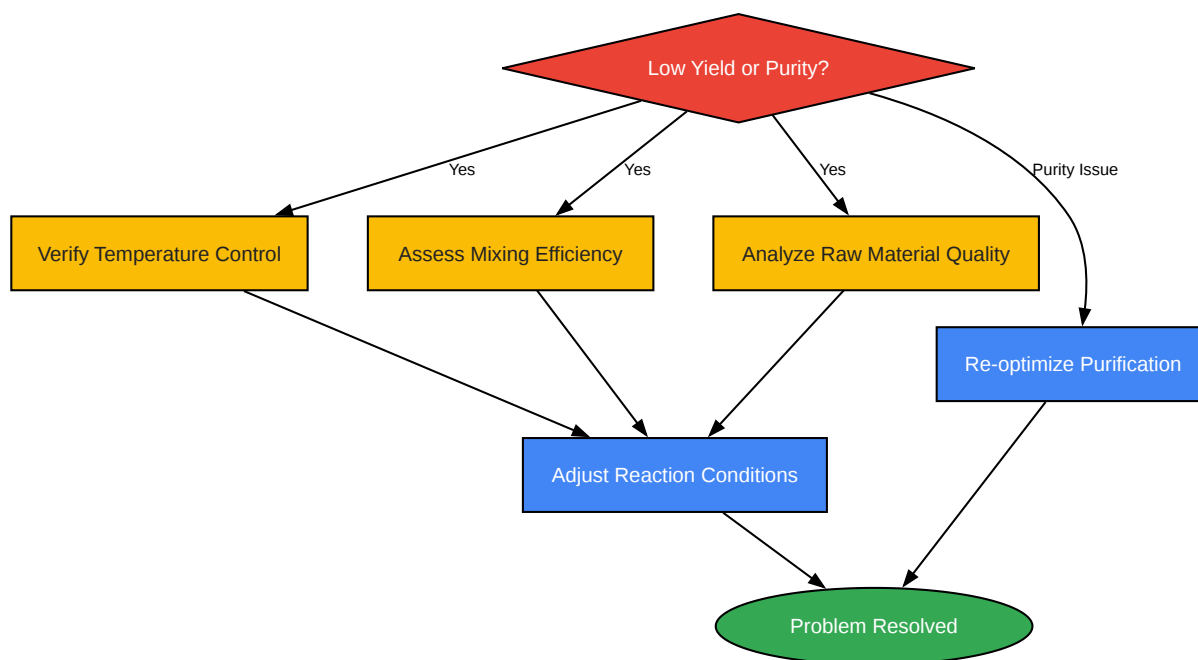 Low Yield or Purity?
Yes
Yes
Yes
Purity Issue
Verify Temperature Control
Assess Mixing Efficiency
Analyze Raw Material Quality
Re-optimize Purification
Adjust Reaction Conditions
Problem Resolved